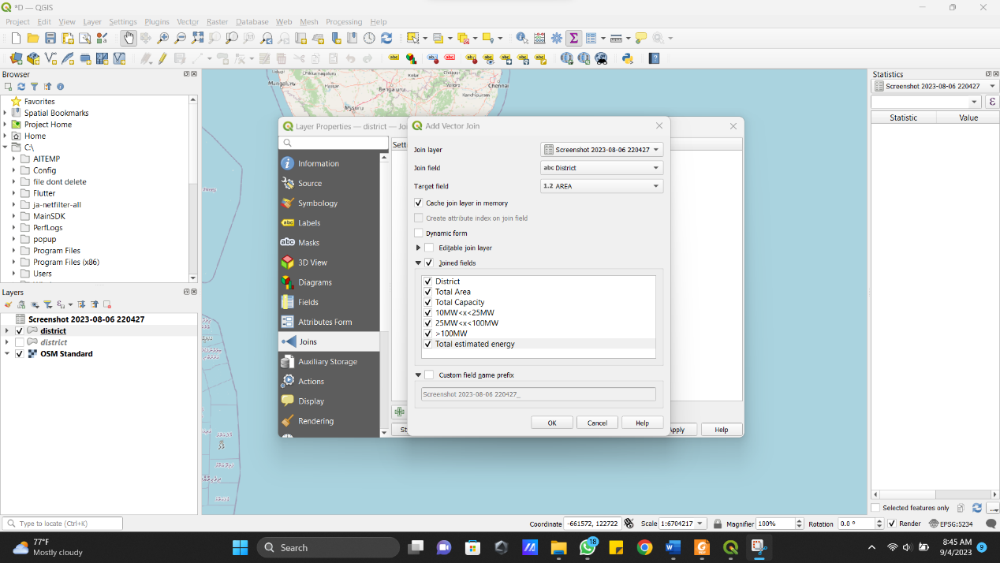 *D — QGIS
Project Edit View Layer Settings Plugins Vector Raster Database Web Mesh Processing Help
Browser
Favorites
Spatial Bookmarks
Project Home
Home
C:\
AITEMP
Config
file dont delete
Flutter
ja-netfilter-all
MainSDK
PerfLogs
popup
Program Files
Program Files (x86)
Users
Layers
Screenshot 2023-08-06 220427
district
district
OSM Standard
Mangaluru
Hassan
Bengaluru
Kolar
Chittoor
Vellore
Chennai
Kanchipuram
Mysuru
Layer Properties — district — Joi
Information
Source
Symbology
Labels
Masks
3D View
Diagrams
Fields
Attributes Form
Joins
Auxiliary Storage
Actions
Display
Rendering
Sett
St
Apply
Help
Add Vector Join
Join layer Screenshot 2023-08-06 220427
Join field abc District
Target field 1.2 AREA
Cache join layer in memory
Create attribute index on join field
Dynamic form
Editable join layer
Joined fields
District
Total Area
Total Capacity
10MW<x<25MW
25MW<x<100MW
>100MW
Total estimated energy
Custom field name prefix
Screenshot 2023-08-06 220427_
OK Cancel Help
Statistics
Screenshot 2023-08-06 220427
ε
Statistic Value
Selected features only
Type to locate (Ctrl+K)
Coordinate -661572, 122722 Scale 1:6704217 Magnifier 100% Rotation 0.0 ° Render EPSG:5234
77°F
Mostly cloudy
Search
18
8:45 AM
9/4/2023
9